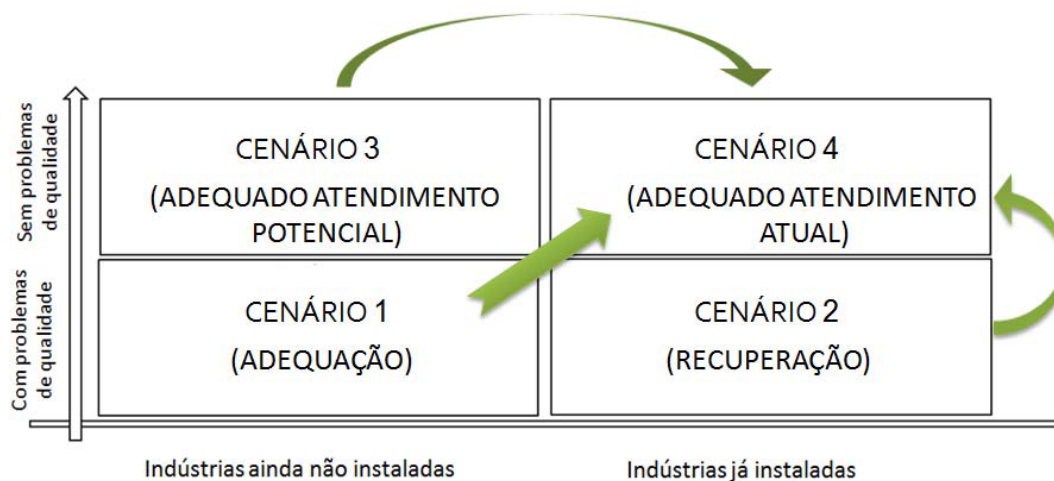 Sem problemas
de qualidade
CENÁRIO 3
(ADEQUADO ATENDIMENTO
POTENCIAL)
CENÁRIO 4
(ADEQUADO ATENDIMENTO
ATUAL)
Com problemas
de qualidade
CENÁRIO 1
(ADEQUAÇÃO)
CENÁRIO 2
(RECUPERAÇÃO)
Indústrias ainda não instaladas
Indústrias já instaladas